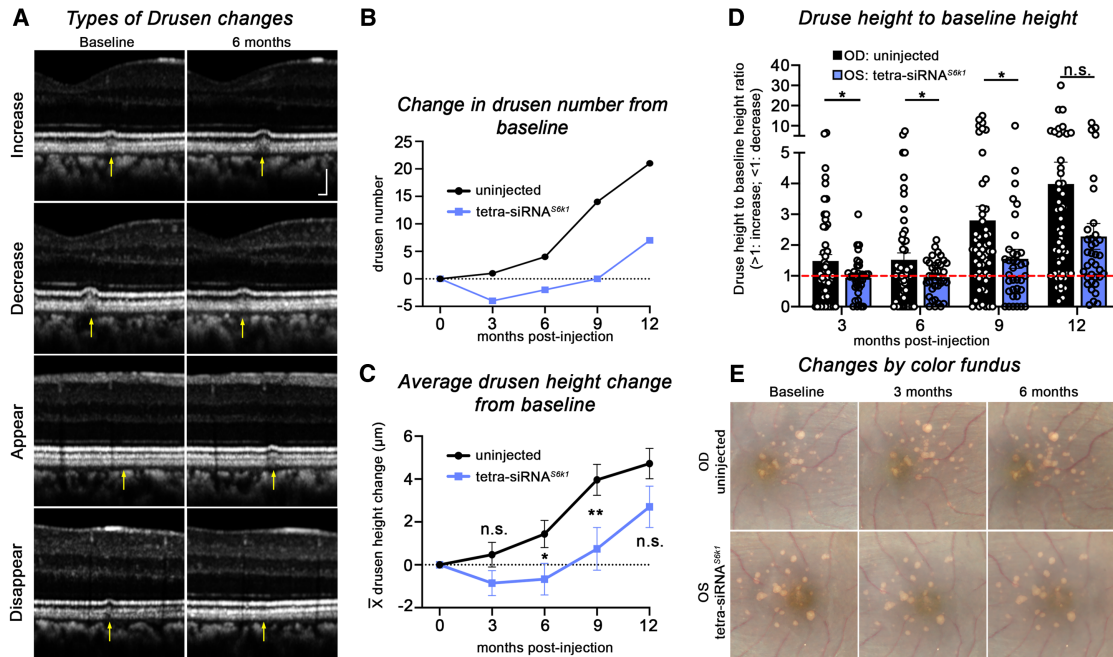 A
Types of Drusen changes
Baseline
6 months
Increase
Decrease
Appear
Disappear
B
Change in drusen number from
baseline
drusen number
25
20
15
10
5
0
-5
uninjected
tetra-siRNA^S6k1
0 3 6 9 12
months post-injection
C
Average drusen height change
from baseline
X̅ drusen height change (µm)
6
4
2
0
-2
uninjected
tetra-siRNA^S6k1
n.s.
*
**
n.s.
0 3 6 9 12
months post-injection
D
Druse height to baseline height
Druse height to baseline height ratio
(>1: increase; <1: decrease)
OD: uninjected
OS: tetra-siRNA^S6k1
40
30
20
10
5
4
3
2
1
0
*
*
*
n.s.
3 6 9 12
months post-injection
E
Changes by color fundus
Baseline
3 months
6 months
OD
uninjected
OS
tetra-siRNA^S6k1